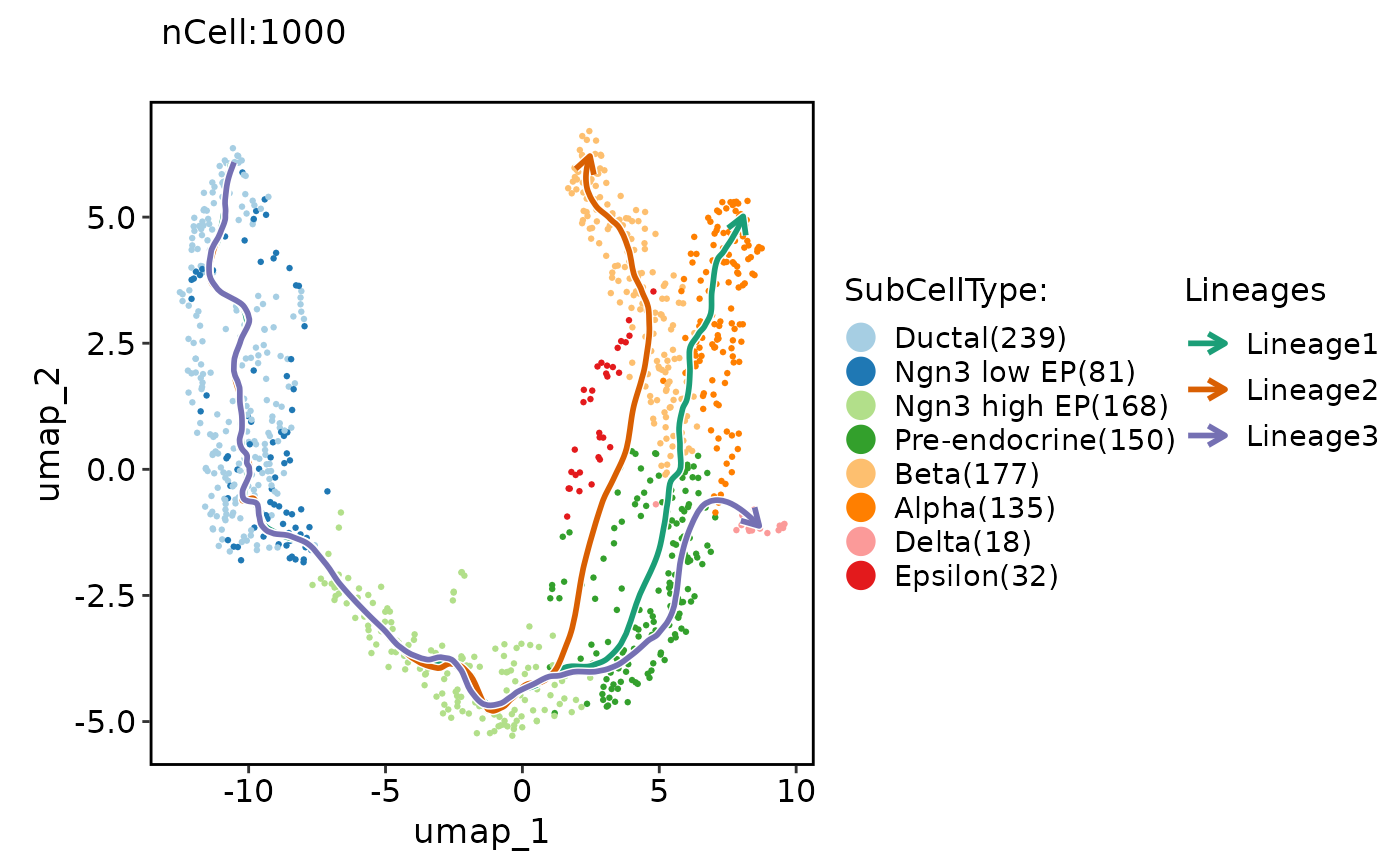 nCell:1000
umap_2
5.0
2.5
0.0
-2.5
-5.0
-10
-5
0
5
10
umap_1
SubCellType:
Ductal(239)
Ngn3 low EP(81)
Ngn3 high EP(168)
Pre-endocrine(150)
Beta(177)
Alpha(135)
Delta(18)
Epsilon(32)
Lineages
Lineage1
Lineage2
Lineage3